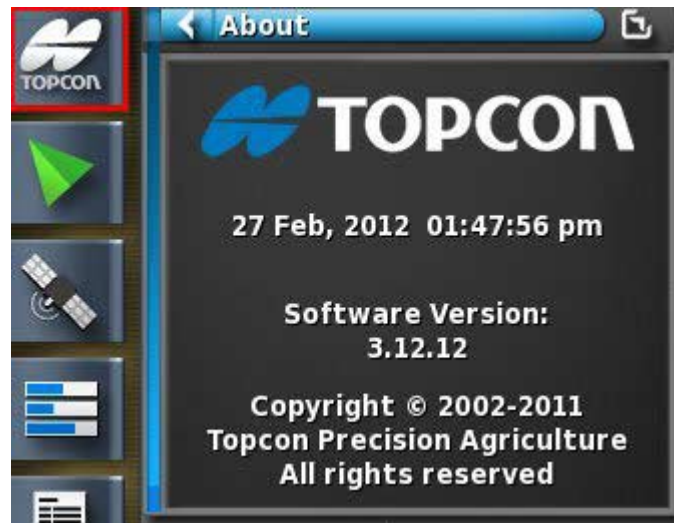 TOPCON
About
TOPCON
27 Feb, 2012 01:47:56 pm
Software Version:
3.12.12
Copyright © 2002-2011
Topcon Precision Agriculture
All rights reserved